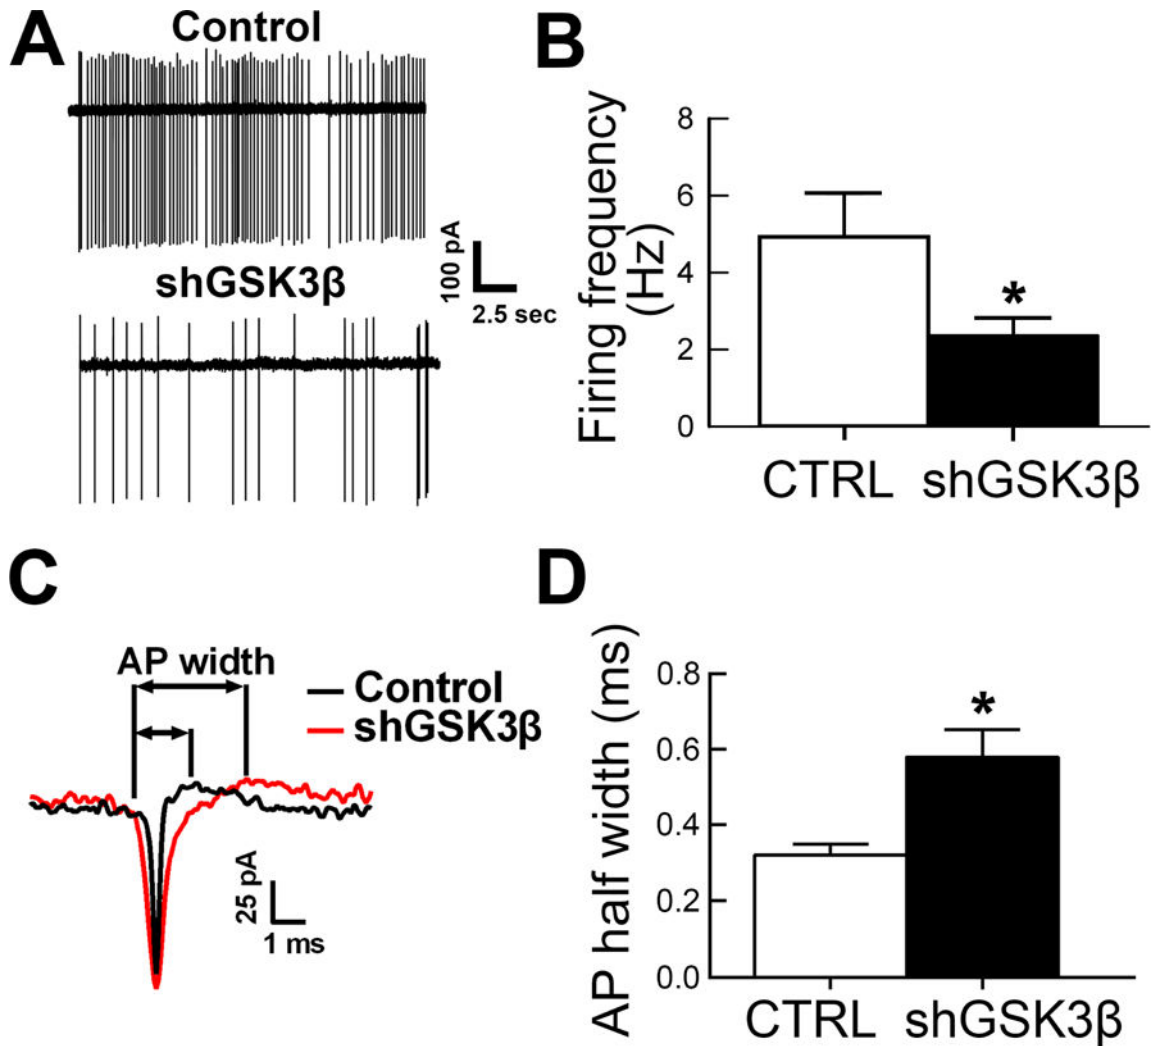 A
Control
shGSK3β
100 pA
2.5 sec
B
Firing frequency
(Hz)
8
6
4
2
0
*
CTRL shGSK3β
C
AP width
Control
shGSK3β
25 pA
1 ms
D
AP half width (ms)
0.8
0.6
0.4
0.2
0.0
*
CTRL shGSK3β